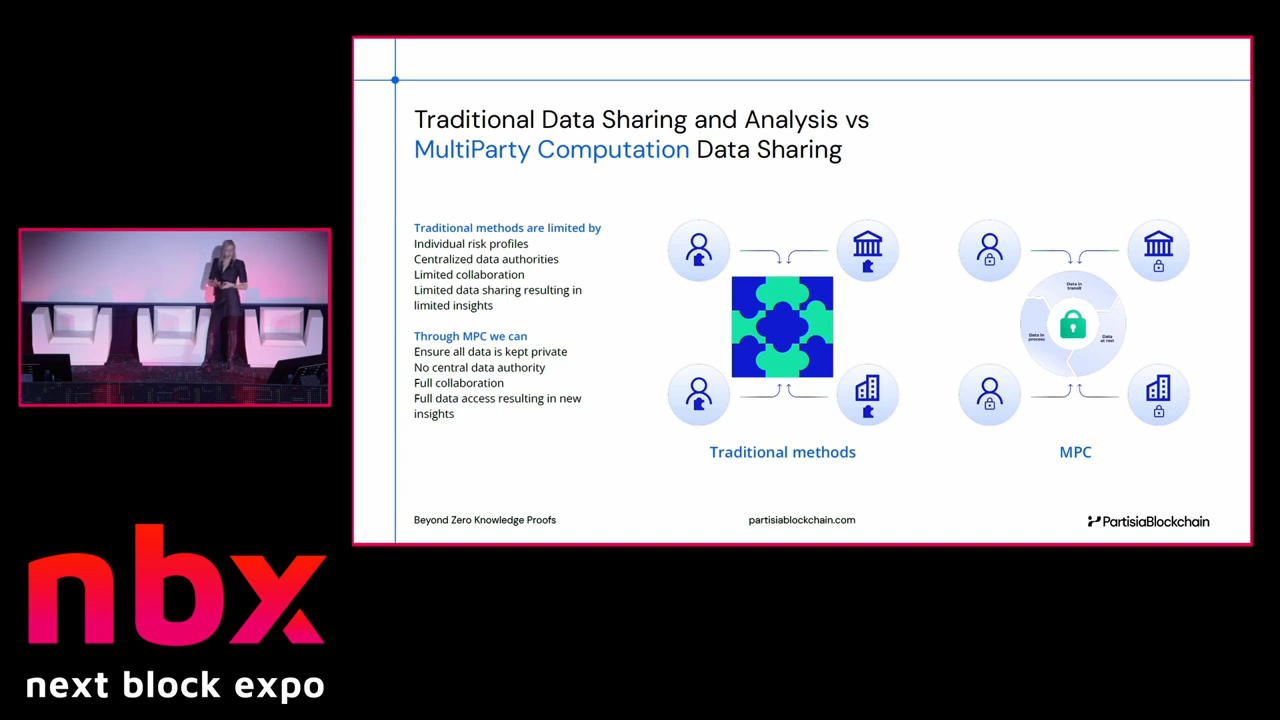 Traditional Data Sharing and Analysis vs
MultiParty Computation Data Sharing
Traditional methods are limited by
Individual risk profiles
Centralized data authorities
Limited collaboration
Limited data sharing resulting in
limited insights
Through MPC we can
Ensure all data is kept private
No central data authority
Full collaboration
Full data access resulting in new
insights
Traditional methods
Data in
transit
Data in
process
Data
at rest
MPC
Beyond Zero Knowledge Proofs
partisiablockchain.com
PartisiaBlockchain
nbx
next block expo